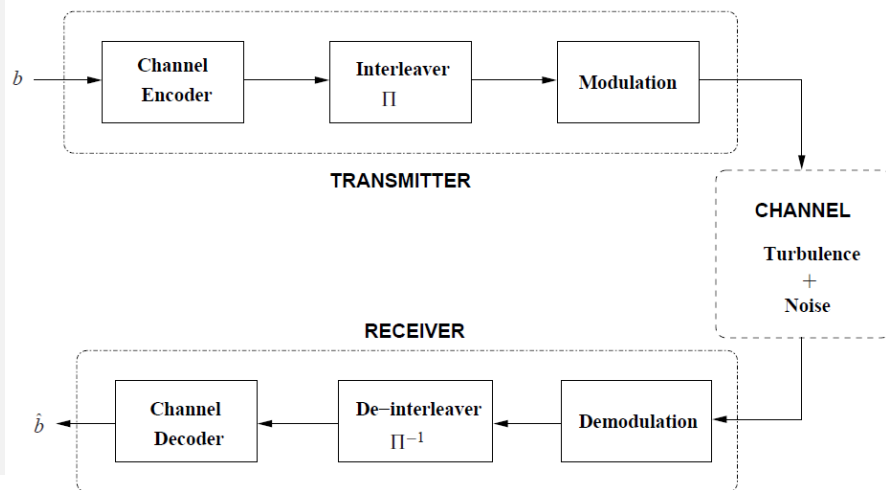 b
Channel
Encoder
Interleaver
Π
Modulation
TRANSMITTER
CHANNEL
Turbulence
+
Noise
RECEIVER
b̂
Channel
Decoder
De−interleaver
Π⁻¹
Demodulation